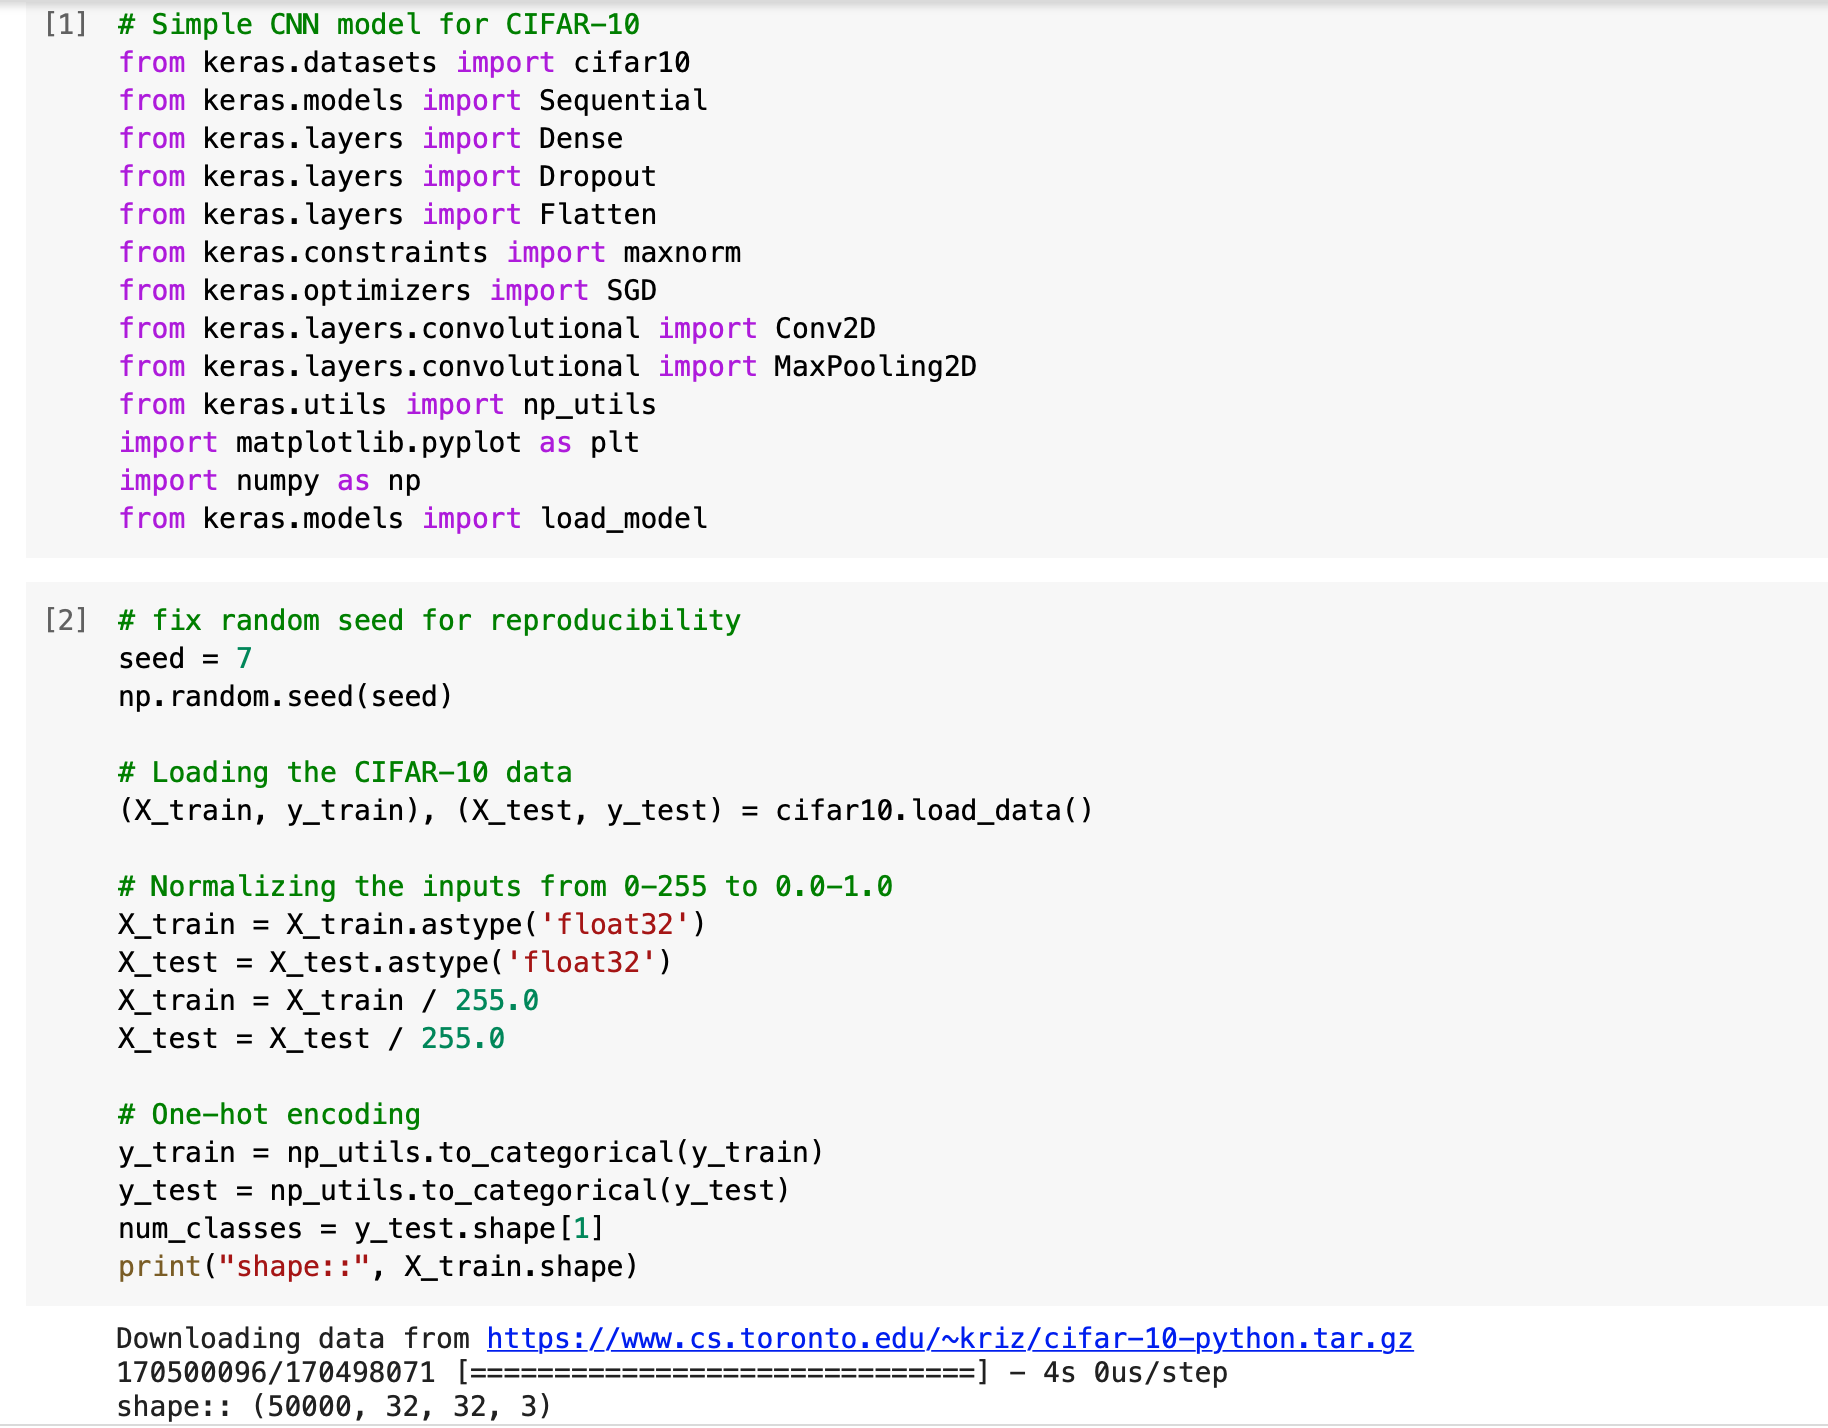 [1] # Simple CNN model for CIFAR-10
from keras.datasets import cifar10
from keras.models import Sequential
from keras.layers import Dense
from keras.layers import Dropout
from keras.layers import Flatten
from keras.constraints import maxnorm
from keras.optimizers import SGD
from keras.layers.convolutional import Conv2D
from keras.layers.convolutional import MaxPooling2D
from keras.utils import np_utils
import matplotlib.pyplot as plt
import numpy as np
from keras.models import load_model
[2] # fix random seed for reproducibility
seed = 7
np.random.seed(seed)
# Loading the CIFAR-10 data
(X_train, y_train), (X_test, y_test) = cifar10.load_data()
# Normalizing the inputs from 0-255 to 0.0-1.0
X_train = X_train.astype('float32')
X_test = X_test.astype('float32')
X_train = X_train / 255.0
X_test = X_test / 255.0
# One-hot encoding
y_train = np_utils.to_categorical(y_train)
y_test = np_utils.to_categorical(y_test)
num_classes = y_test.shape[1]
print("shape::", X_train.shape)
Downloading data from https://www.cs.toronto.edu/~kriz/cifar-10-python.tar.gz
170500096/170498071 [==============================] - 4s 0us/step
shape:: (50000, 32, 32, 3)